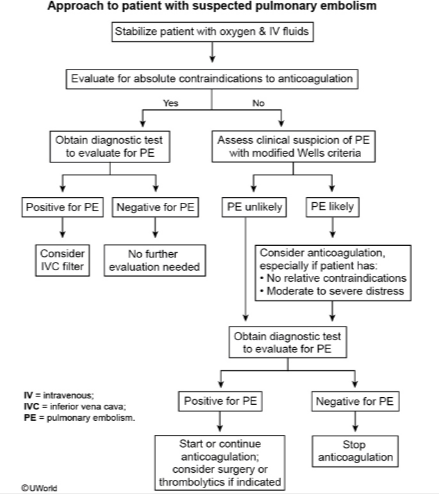 Approach to patient with suspected pulmonary embolism
Stabilize patient with oxygen & IV fluids
Evaluate for absolute contraindications to anticoagulation
Yes
No
Obtain diagnostic test
to evaluate for PE
Assess clinical suspicion of PE
with modified Wells criteria
Positive for PE
Negative for PE
PE unlikely
PE likely
Consider
IVC filter
No further
evaluation needed
Consider anticoagulation,
especially if patient has:
• No relative contraindications
• Moderate to severe distress
Obtain diagnostic test
to evaluate for PE
IV = intravenous;
IVC = inferior vena cava;
PE = pulmonary embolism.
Positive for PE
Negative for PE
Start or continue
anticoagulation;
consider surgery or
thrombolytics if indicated
Stop
anticoagulation
©UWorld